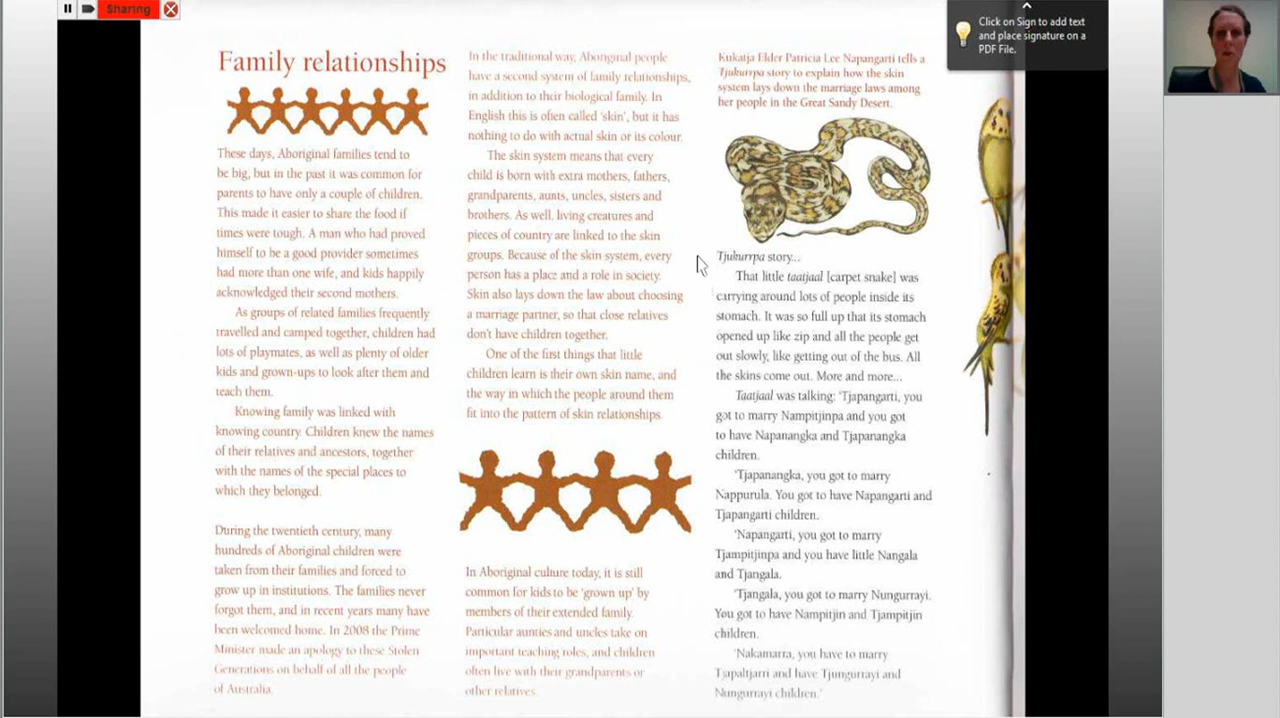 Sharing
Click on Sign to add text
and place signature on a
PDF File.
Family relationships
These days, Aboriginal families tend to
be big, but in the past it was common for
parents to have only a couple of children.
This made it easier to share the food if
times were tough. A man who had proved
himself to be a good provider sometimes
had more than one wife, and kids happily
acknowledged their second mothers.
As groups of related families frequently
travelled and camped together, children had
lots of playmates, as well as plenty of older
kids and grown-ups to look after them and
teach them.
Knowing family was linked with
knowing country. Children knew the names
of their relatives and ancestors, together
with the names of the special places to
which they belonged.
During the twentieth century, many
hundreds of Aboriginal children were
taken from their families and forced to
grow up in institutions. The families never
forgot them, and in recent years many have
been welcomed home. In 2008 the Prime
Minister made an apology to these Stolen
Generations on behalf of all the people
of Australia.
In the traditional way, Aboriginal people
have a second system of family relationships,
in addition to their biological family. In
English this is often called 'skin', but it has
nothing to do with actual skin or its colour.
The skin system means that every
child is born with extra mothers, fathers,
grandparents, aunts, uncles, sisters and
brothers. As well, living creatures and
pieces of country are linked to the skin
groups. Because of the skin system, every
person has a place and a role in society.
Skin also lays down the law about choosing
a marriage partner, so that close relatives
don't have children together.
One of the first things that little
children learn is their own skin name, and
the way in which the people around them
fit into the pattern of skin relationships.
In Aboriginal culture today, it is still
common for kids to be 'grown up' by
members of their extended family.
Particular aunties and uncles take on
important teaching roles, and children
often live with their grandparents or
other relatives.
Kukatja Elder Patricia Lee Napangarti tells a
Tjukurrpa story to explain how the skin
system lays down the marriage laws among
her people in the Great Sandy Desert.
Tjukurrpa story...
That little taatjaal [carpet snake] was
carrying around lots of people inside its
stomach. It was so full up that its stomach
opened up like zip and all the people get
out slowly, like getting out of the bus. All
the skins come out. More and more...
Taatjaal was talking: 'Tjapangarti, you
got to marry Nampitjinpa and you got
to have Napanangka and Tjapanangka
children.
'Tjapanangka, you got to marry
Nappurula. You got to have Napangarti and
Tjapangarti children.
'Napangarti, you got to marry
Tjampitjinpa and you have little Nangala
and Tjangala.
'Tjangala, you got to marry Nungurrayi.
You got to have Nampitjin and Tjampitjin
children.
'Nakamarra, you have to marry
Tjapaltjarri and have Tjungurrayi and
Nungurrayi children.'